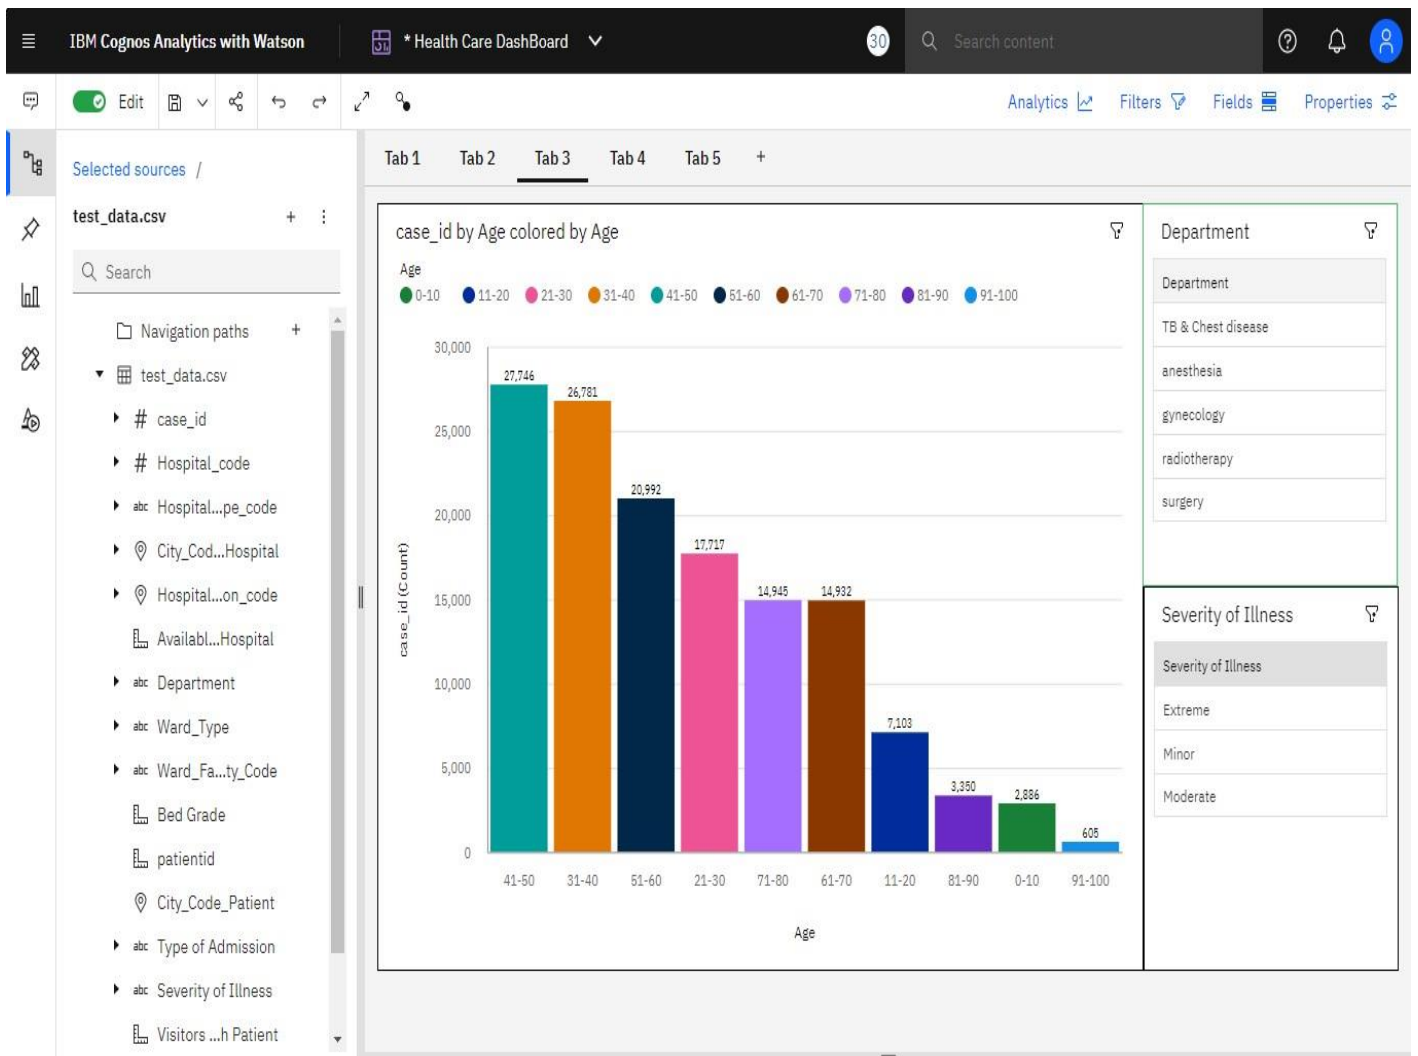 IBM Cognos Analytics with Watson
* Health Care DashBoard
30
Search content
Edit
Analytics
Filters
Fields
Properties
Selected sources /
test_data.csv
Search
Navigation paths
test_data.csv
# case_id
# Hospital_code
abc Hospital...pe_code
City_Cod...Hospital
Hospital...on_code
Availabl...Hospital
abc Department
abc Ward_Type
abc Ward_Fa...ty_Code
Bed Grade
patientid
City_Code_Patient
abc Type of Admission
abc Severity of Illness
Visitors ...h Patient
Tab 1 Tab 2 Tab 3 Tab 4 Tab 5 +
case_id by Age colored by Age
Age
0-10 11-20 21-30 31-40 41-50 51-60 61-70 71-80 81-90 91-100
case_id (Count)
30,000
25,000
20,000
15,000
10,000
5,000
0
27,746
26,781
20,992
17,717
14,945
14,932
7,103
3,350
2,886
605
41-50 31-40 51-60 21-30 71-80 61-70 11-20 81-90 0-10 91-100
Age
Department
Department
TB & Chest disease
anesthesia
gynecology
radiotherapy
surgery
Severity of Illness
Severity of Illness
Extreme
Minor
Moderate